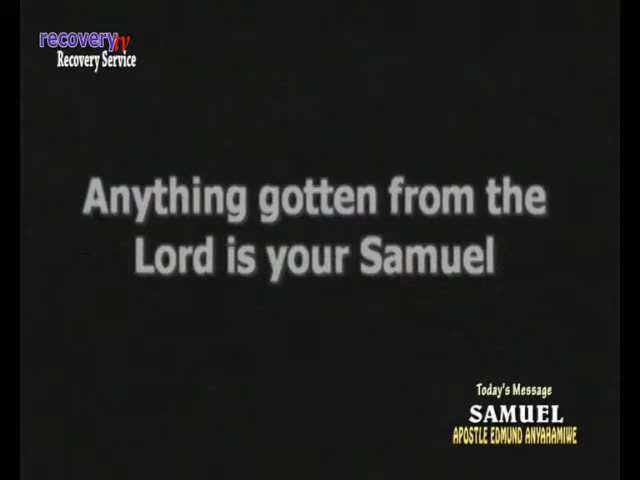 recoverytv
Recovery Service
Anything gotten from the
Lord is your Samuel
Today's Message
SAMUEL
APOSTLE EDMUND ANYAHAMIWE